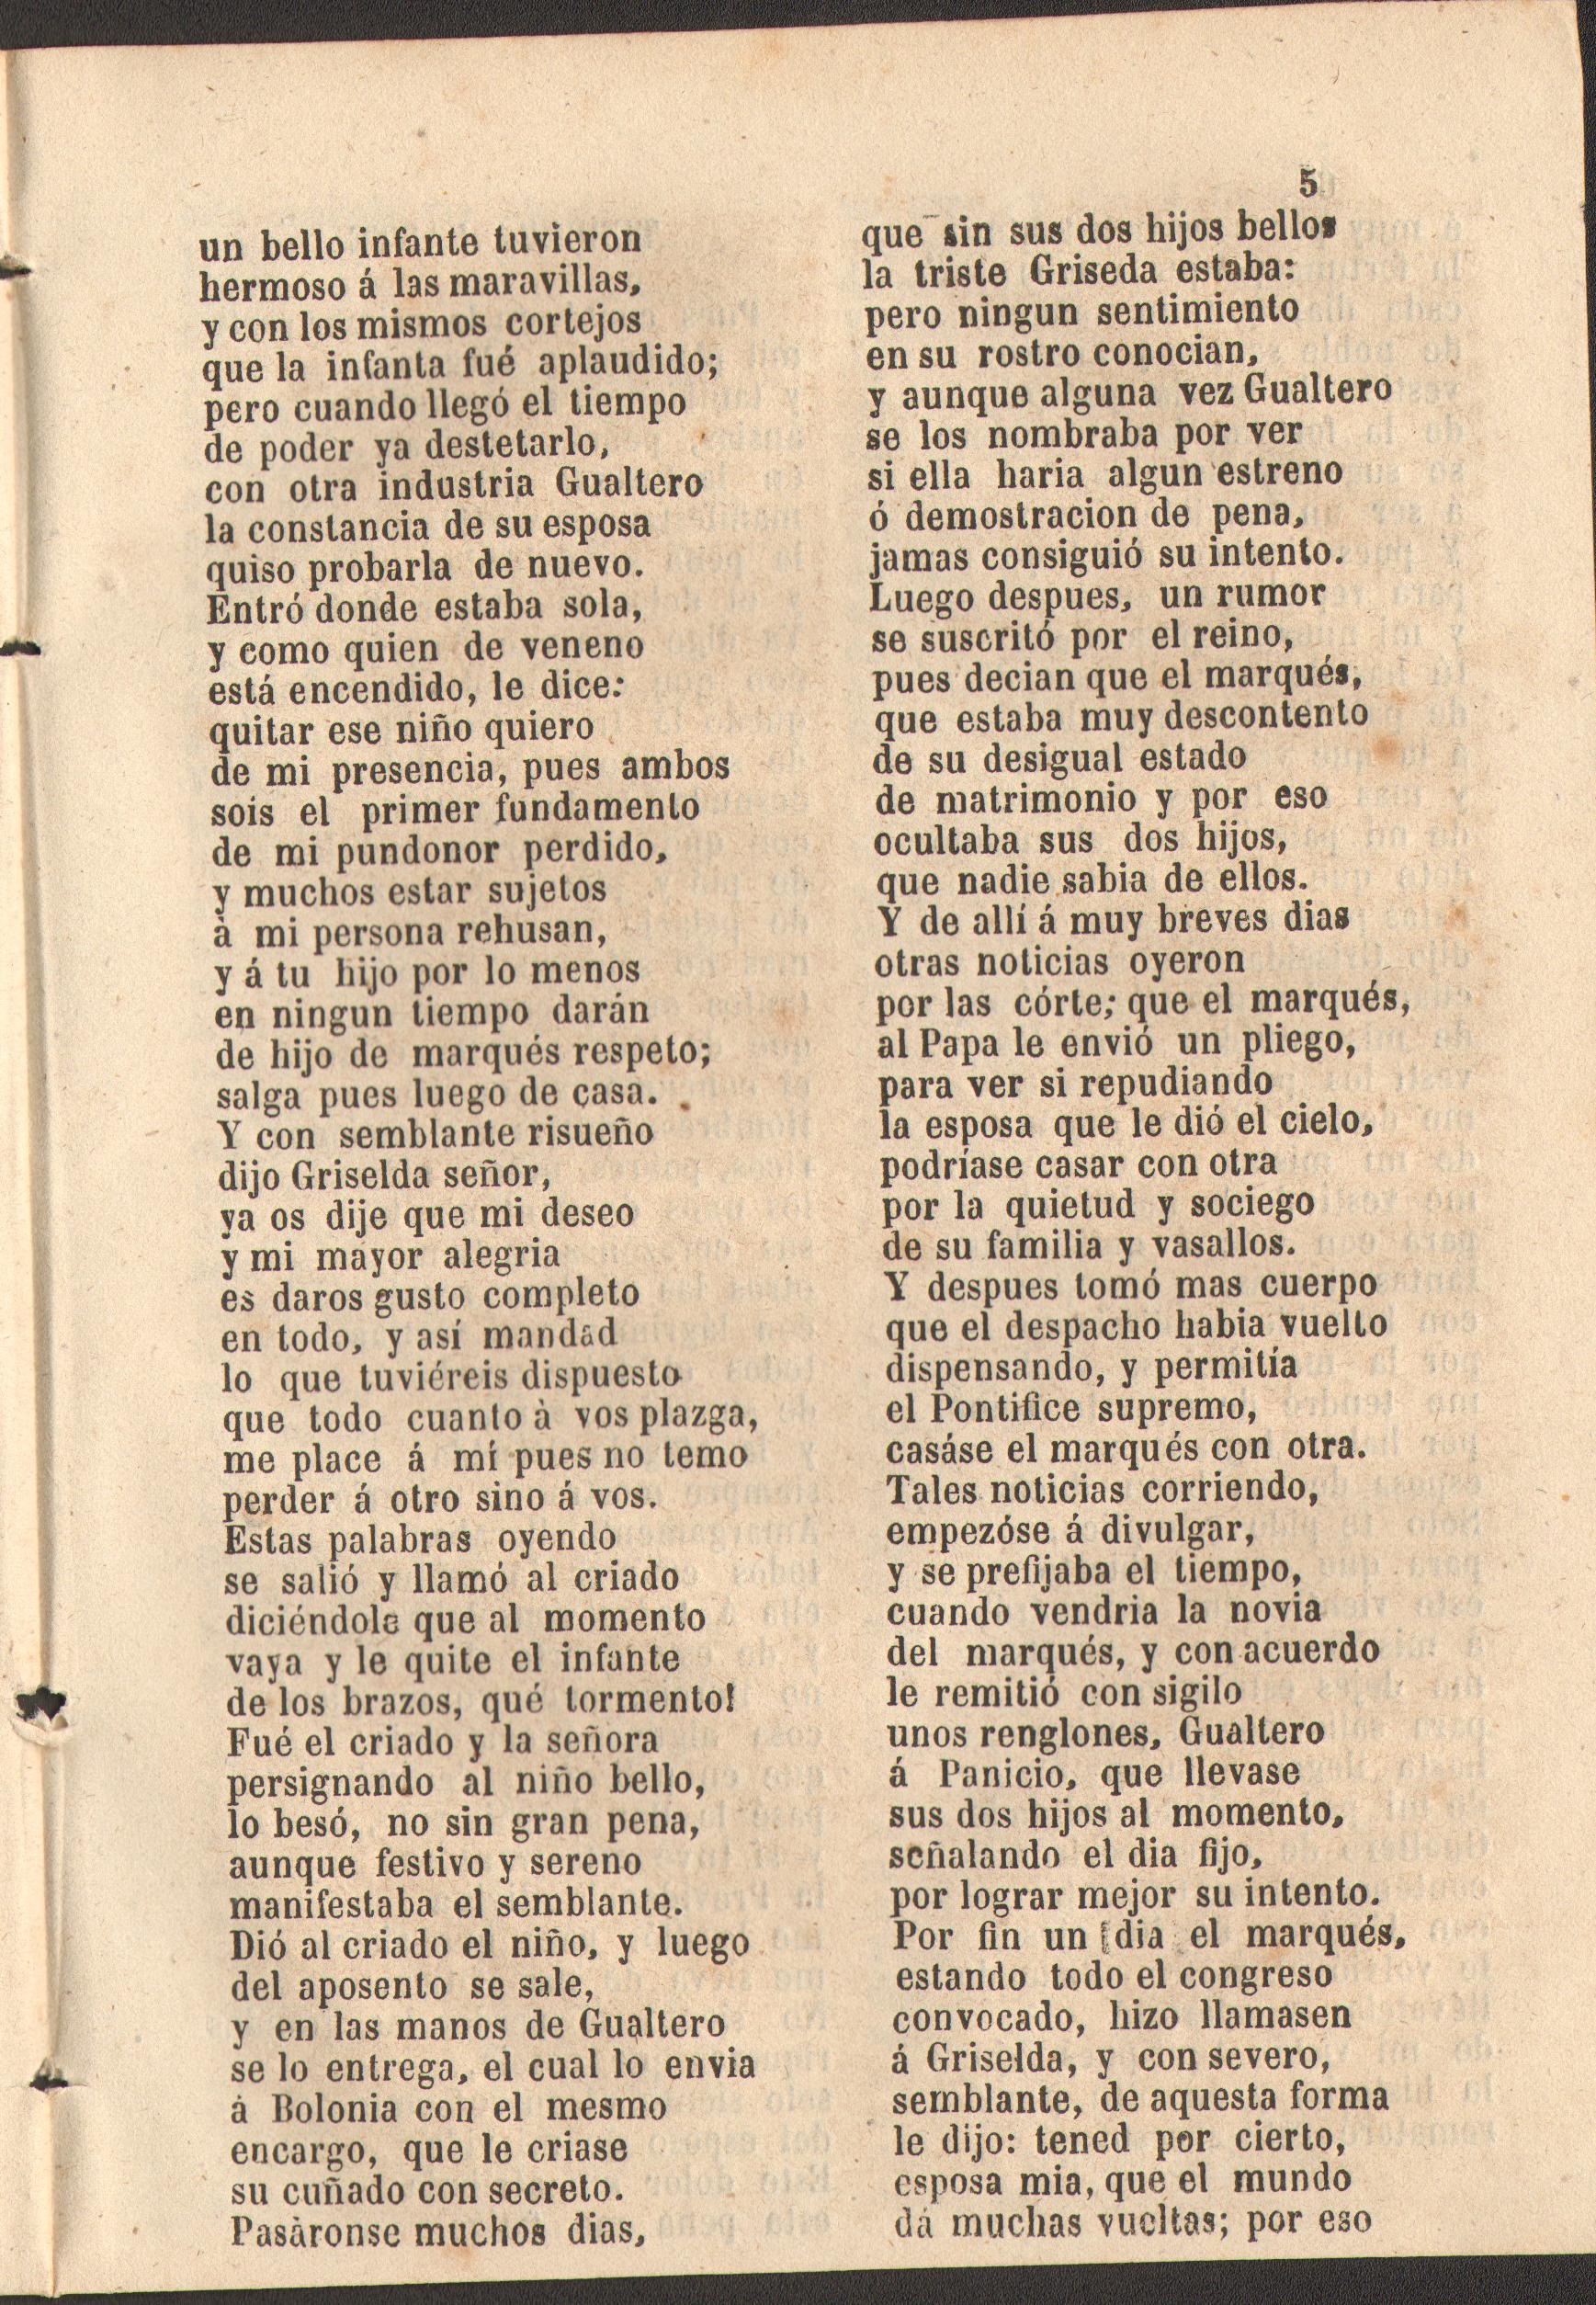 5
un bello infante tuvieron
hermoso á las maravillas,
y con los mismos cortejos
que la infanta fué aplaudido;
pero cuando llegó el tiempo
de poder ya destetarlo,
con otra industria Gualtero
la constancia de su esposa
quiso probarla de nuevo.
Entró donde estaba sola,
y como quien de veneno
está encendido, le dice:
quitar ese niño quiero
de mi presencia, pues ambos
sois el primer fundamento
de mi pundonor perdido,
y muchos estar sujetos
à mi persona rehusan,
y á tu hijo por lo menos
en ningun tiempo darán
de hijo de marqués respeto;
salga pues luego de casa.
Y con semblante risueño
dijo Griselda señor,
ya os dije que mi deseo
y mi mayor alegria
es daros gusto completo
en todo, y así mandad
lo que tuviéreis dispuesto
que todo cuanto à vos plazga,
me place á mí pues no temo
perder á otro sino á vos.
Estas palabras oyendo
se salió y llamó al criado
diciéndole que al momento
vaya y le quite el infante
de los brazos, qué tormento!
Fué el criado y la señora
persignando al niño bello,
lo besó, no sin gran pena,
aunque festivo y sereno
manifestaba el semblante.
Dió al criado el niño, y luego
del aposento se sale,
y en las manos de Gualtero
se lo entrega, el cual lo envia
á Bolonia con el mesmo
encargo, que le criase
su cuñado con secreto.
Pasàronse muchos dias,
que sin sus dos hijos bellos
la triste Griseda estaba:
pero ningun sentimiento
en su rostro conocian,
y aunque alguna vez Gualtero
se los nombraba por ver
si ella haria algun estreno
ó demostracion de pena,
jamas consiguió su intento.
Luego despues, un rumor
se suscritó por el reino,
pues decian que el marqués,
que estaba muy descontento
de su desigual estado
de matrimonio y por eso
ocultaba sus dos hijos,
que nadie sabia de ellos.
Y de allí á muy breves dias
otras noticias oyeron
por las córte; que el marqués,
al Papa le envió un pliego,
para ver si repudiando
la esposa que le dió el cielo,
podríase casar con otra
por la quietud y sociego
de su familia y vasallos.
Y despues tomó mas cuerpo
que el despacho habia vuelto
dispensando, y permitía
el Pontifice supremo,
casáse el marqués con otra.
Tales noticias corriendo,
empezóse á divulgar,
y se prefijaba el tiempo,
cuando vendria la novia
del marqués, y con acuerdo
le remitió con sigilo
unos renglones, Gualtero
á Panicio, que llevase
sus dos hijos al momento,
señalando el dia fijo,
por lograr mejor su intento.
Por fin un dia el marqués,
estando todo el congreso
convocado, hizo llamasen
á Griselda, y con severo,
semblante, de aquesta forma
le dijo: tened por cierto,
esposa mia, que el mundo
dá muchas vueltas; por eso